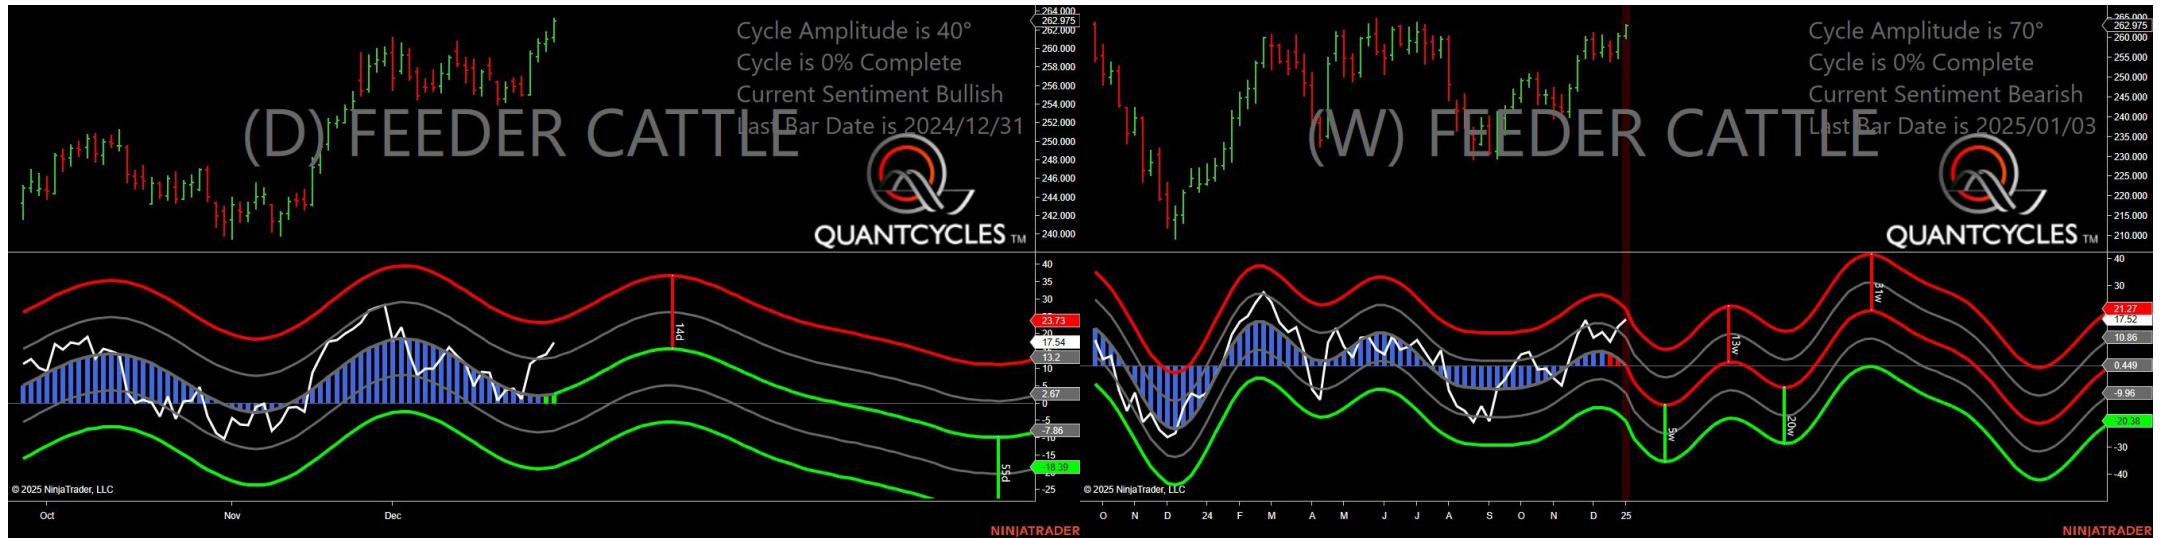 Cycle Amplitude is 40°
Cycle is 0% Complete
Current Sentiment Bullish
Last Bar Date is 2024/12/31
(D) FEEDER CATTLE
QUANTCYCLES TM
264.000
262.975
262.000
260.000
258.000
256.000
254.000
252.000
250.000
248.000
246.000
244.000
242.000
240.000
40
35
30
23.73
20
17.54
13.2
10
5
2.67
0
-5
-7.86
-10
-15
-18.39
-25
14d
55d
© 2025 NinjaTrader, LLC
Oct
Nov
Dec
NINJATRADER
Cycle Amplitude is 70°
Cycle is 0% Complete
Current Sentiment Bearish
Last Bar Date is 2025/01/03
(W) FEEDER CATTLE
QUANTCYCLES TM
265.000
262.975
260.000
255.000
250.000
245.000
240.000
235.000
230.000
225.000
220.000
215.000
210.000
40
30
21.27
17.52
10.86
0.449
-9.96
-20.38
-30
-40
5w
13w
20w
31w
© 2025 NinjaTrader, LLC
O N D 24 F M A M J J A S O N D 25
NINJATRADER